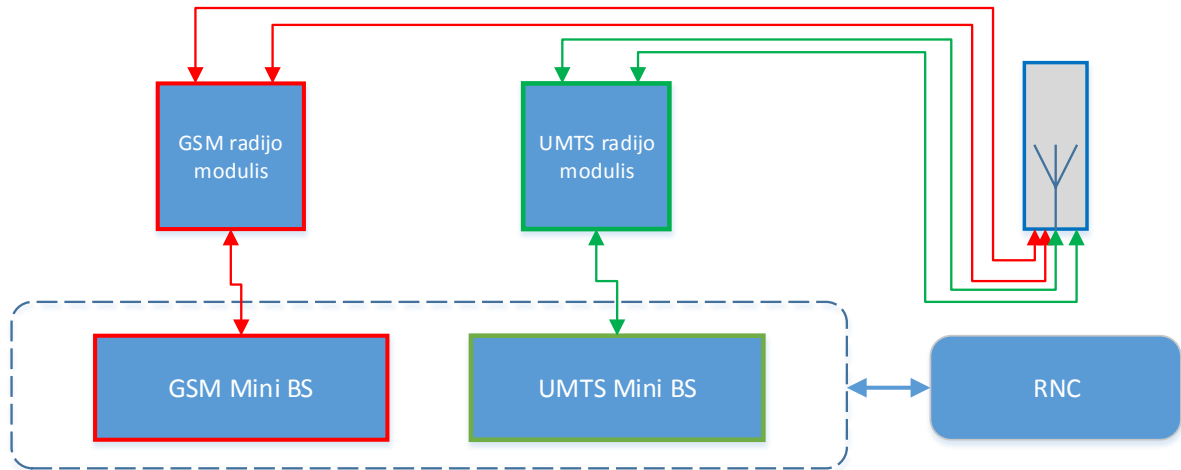 GSM radijo
modulis
UMTS radijo
modulis
GSM Mini BS
UMTS Mini BS
RNC